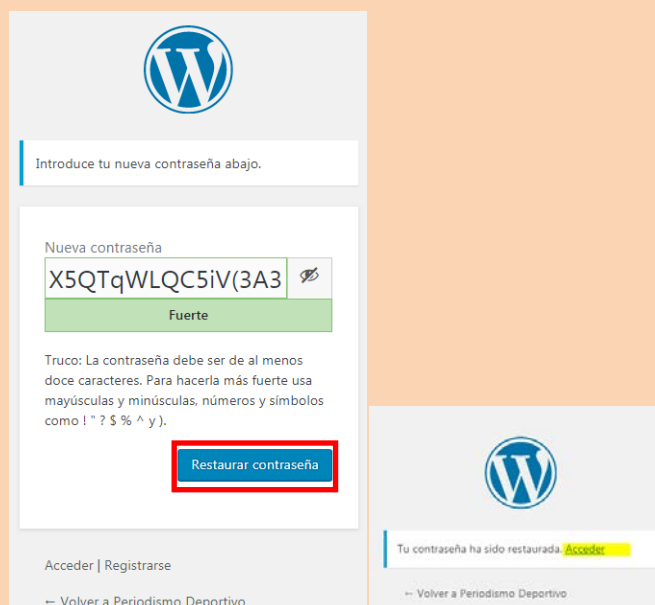 Introduce tu nueva contraseña abajo.
Nueva contraseña
X5QTqWLQC5iV(3A3
Fuerte
Truco: La contraseña debe ser de al menos
doce caracteres. Para hacerla más fuerte usa
mayúsculas y minúsculas, números y símbolos
como ! " ? $ % ^ y ).
Restaurar contraseña
Acceder | Registrarse
← Volver a Periodismo Deportivo
Tu contraseña ha sido restaurada. Acceder
← Volver a Periodismo Deportivo